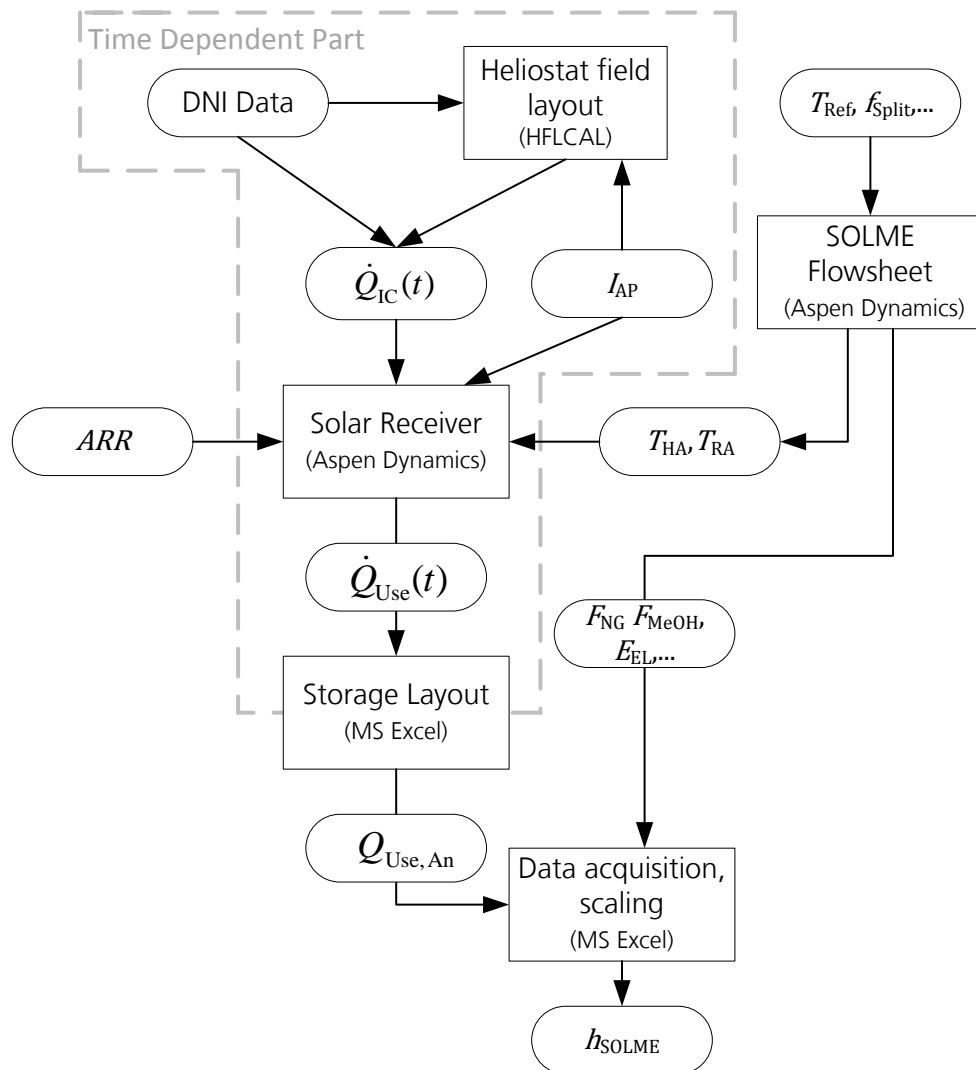 Time Dependent Part
DNI Data
Heliostat field
layout
(HFLCAL)
T_Ref, f_Split,...
SOLME
Flowsheet
(Aspen Dynamics)
Q̇_IC(t)
I_AP
ARR
Solar Receiver
(Aspen Dynamics)
T_HA, T_RA
Q̇_Use(t)
F_NG F_MeOH,
E_EL,...
Storage Layout
(MS Excel)
Q_Use, An
Data acquisition,
scaling
(MS Excel)
h_SOLME